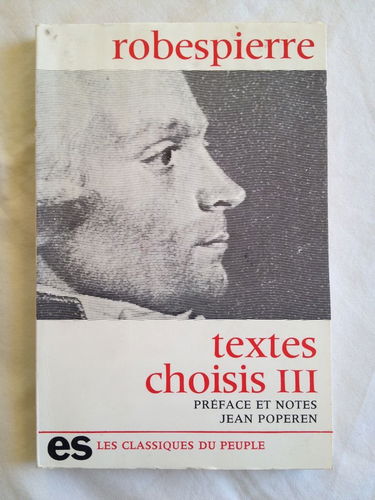 robespierre
textes
choisis III
PRÉFACE ET NOTES
JEAN POPEREN
es LES CLASSIQUES DU PEUPLE